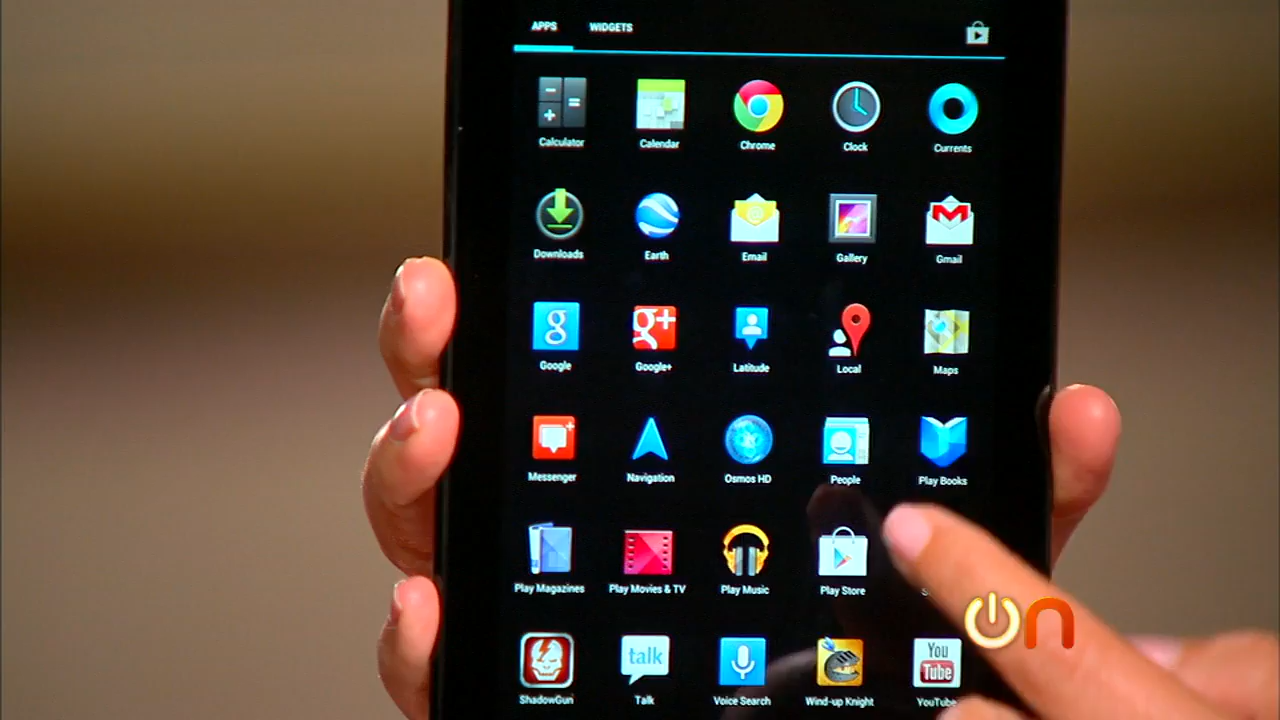 APPS WIDGETS
Calculator Calendar Chrome Clock Currents
Downloads Earth Email Gallery Gmail
g g+
Google Google+ Latitude Local Maps
Messenger Navigation Osmos HD People Play Books
Play Magazines Play Movies & TV Play Music Play Store
on
talk You Tube
ShadowGun Talk Voice Search Wind-up Knight YouTube